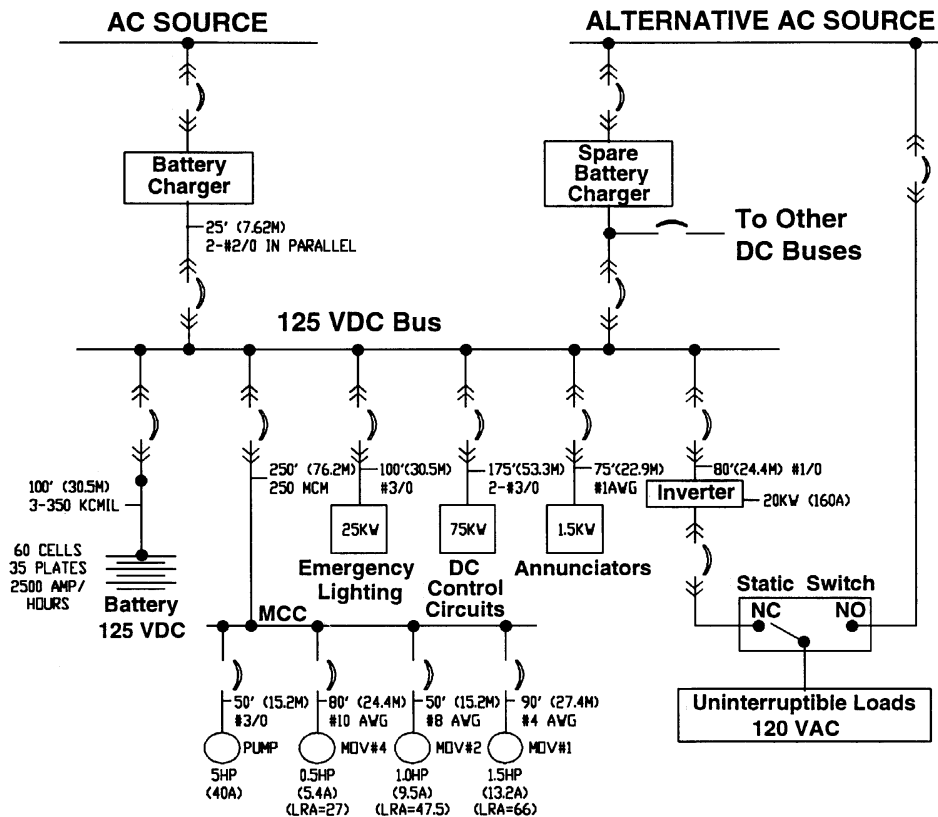 AC SOURCE
ALTERNATIVE AC SOURCE
Battery
Charger
Spare
Battery
Charger
25' (7.62M)
2-#2/0 IN PARALLEL
To Other
DC Buses
125 VDC Bus
100' (30.5M)
3-350 KCMIL
60 CELLS
35 PLATES
2500 AMP/
HOURS
Battery
125 VDC
250' (76.2M)
250 MCM
100'(30.5M)
#3/0
25KW
Emergency
Lighting
175'(53.3M)
2-#3/0
75KW
DC
Control
Circuits
75'(22.9M)
#1AWG
1.5KW
Annunciators
80'(24.4M) #1/0
Inverter
20KW (160A)
Static Switch
NC
NO
Uninterruptible Loads
120 VAC
MCC
50' (15.2M)
#3/0
PUMP
5HP
(40A)
80' (24.4M)
#10 AWG
MOV#4
0.5HP
(5.4A)
(LRA=27)
50' (15.2M)
#8 AWG
MOV#2
1.0HP
(9.5A)
(LRA=47.5)
90' (27.4M)
#4 AWG
MOV#1
1.5HP
(13.2A)
(LRA=66)